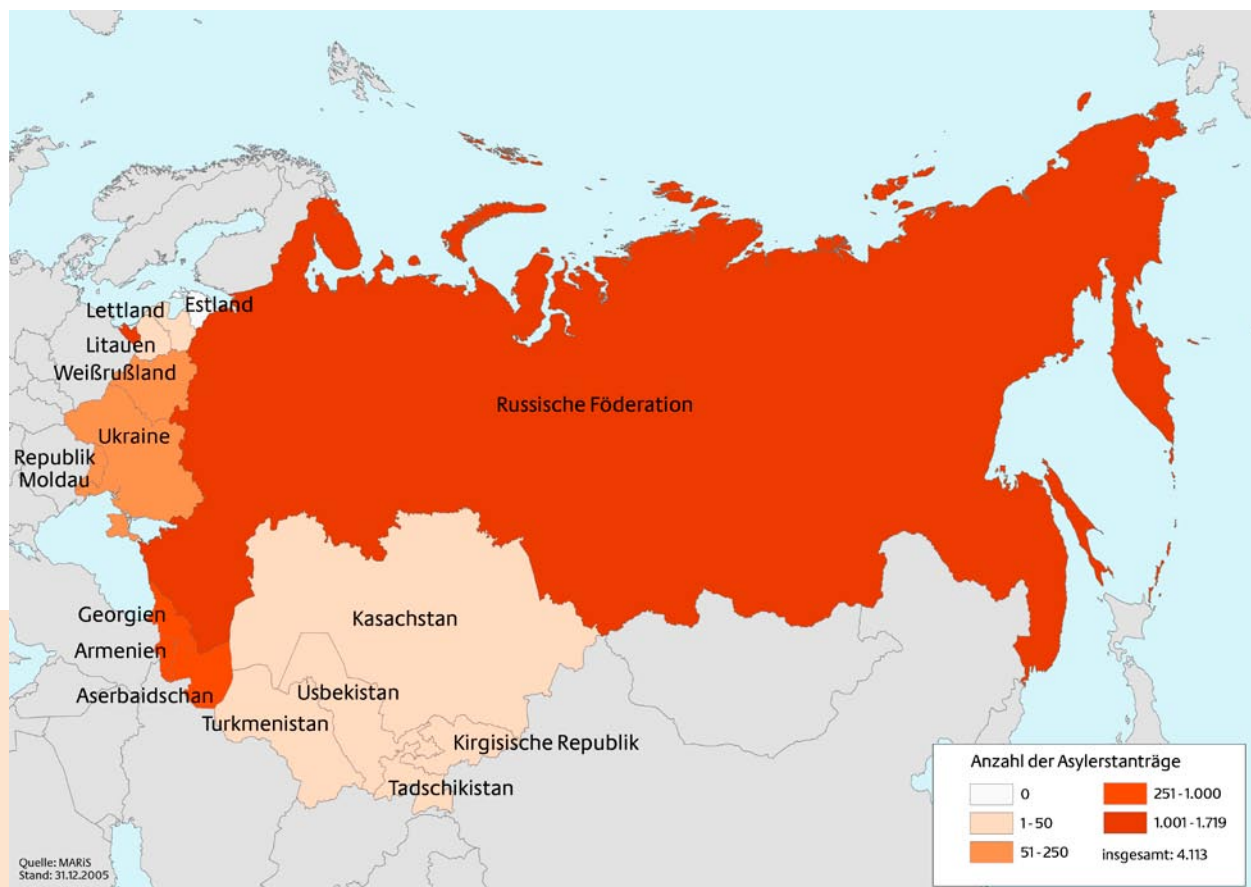 Lettland
Estland
Litauen
Weißrußland
Russische Föderation
Ukraine
Republik
Moldau
Georgien
Kasachstan
Armenien
Aserbaidschan
Usbekistan
Turkmenistan
Kirgisische Republik
Tadschikistan
Anzahl der Asylerstanträge
0
1-50
51-250
251-1.000
1.001-1.719
insgesamt: 4.113
Quelle: MARiS
Stand: 31.12.2005